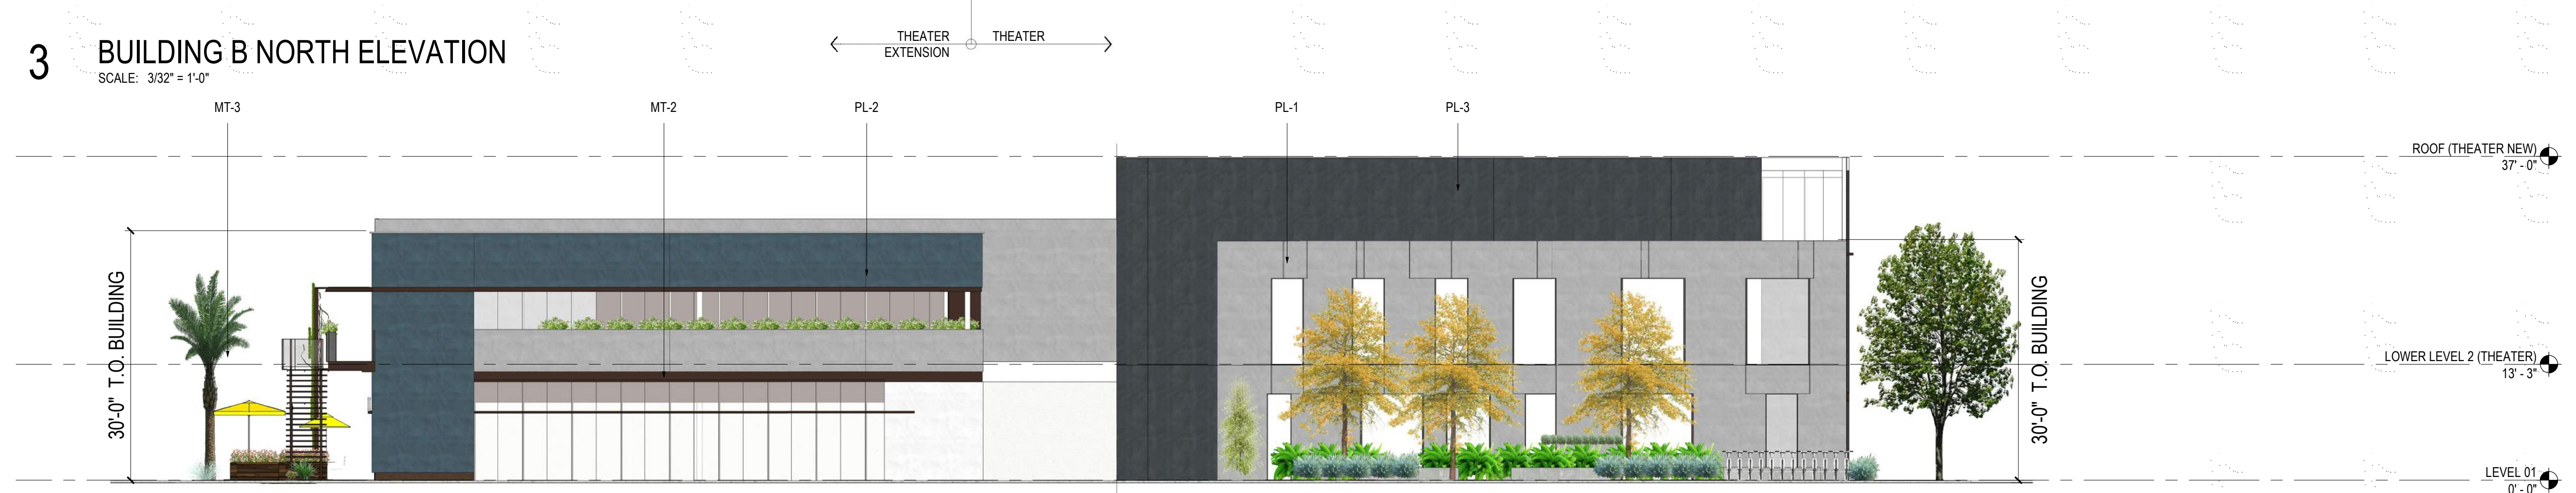 3
BUILDING B NORTH ELEVATION
SCALE: 3/32" = 1'-0"
THEATER
EXTENSION
THEATER
MT-3
MT-2
PL-2
PL-1
PL-3
ROOF (THEATER NEW)
37' - 0"
30'-0" T.O. BUILDING
30'-0" T.O. BUILDING
LOWER LEVEL 2 (THEATER)
13' - 3"
LEVEL 01
0' - 0"